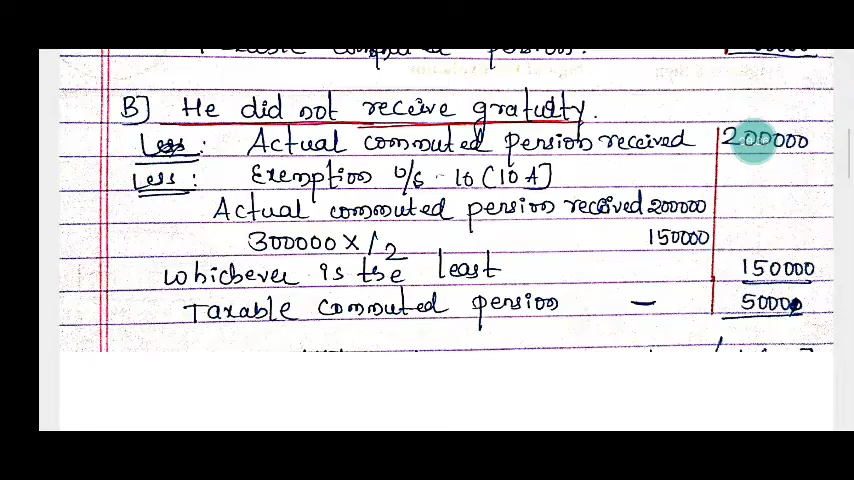 B] He did not receive gratuity.
Less: Actual commuted pension received 200000
Less: Exemption U/S - 10 (10A]
Actual commuted pension received 200000
300000 X 1/2 150000
Whichever is the least 150000
Taxable commuted pension — 50000